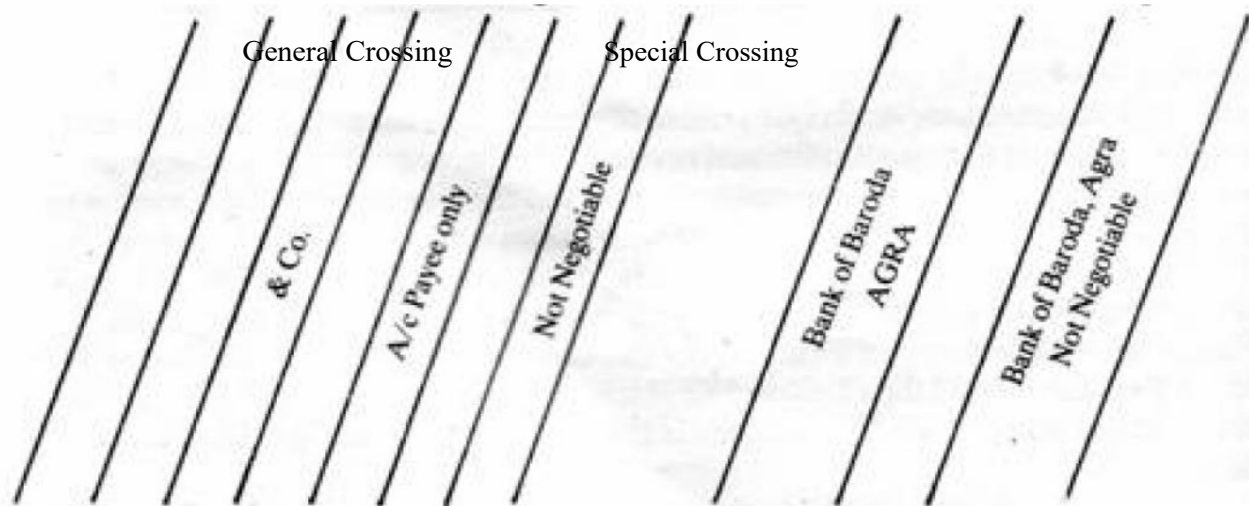 General Crossing
Special Crossing
& Co.
A/c Payee only
Not Negotiable
Bank of Baroda
AGRA
Bank of Baroda, Agra
Not Negotiable